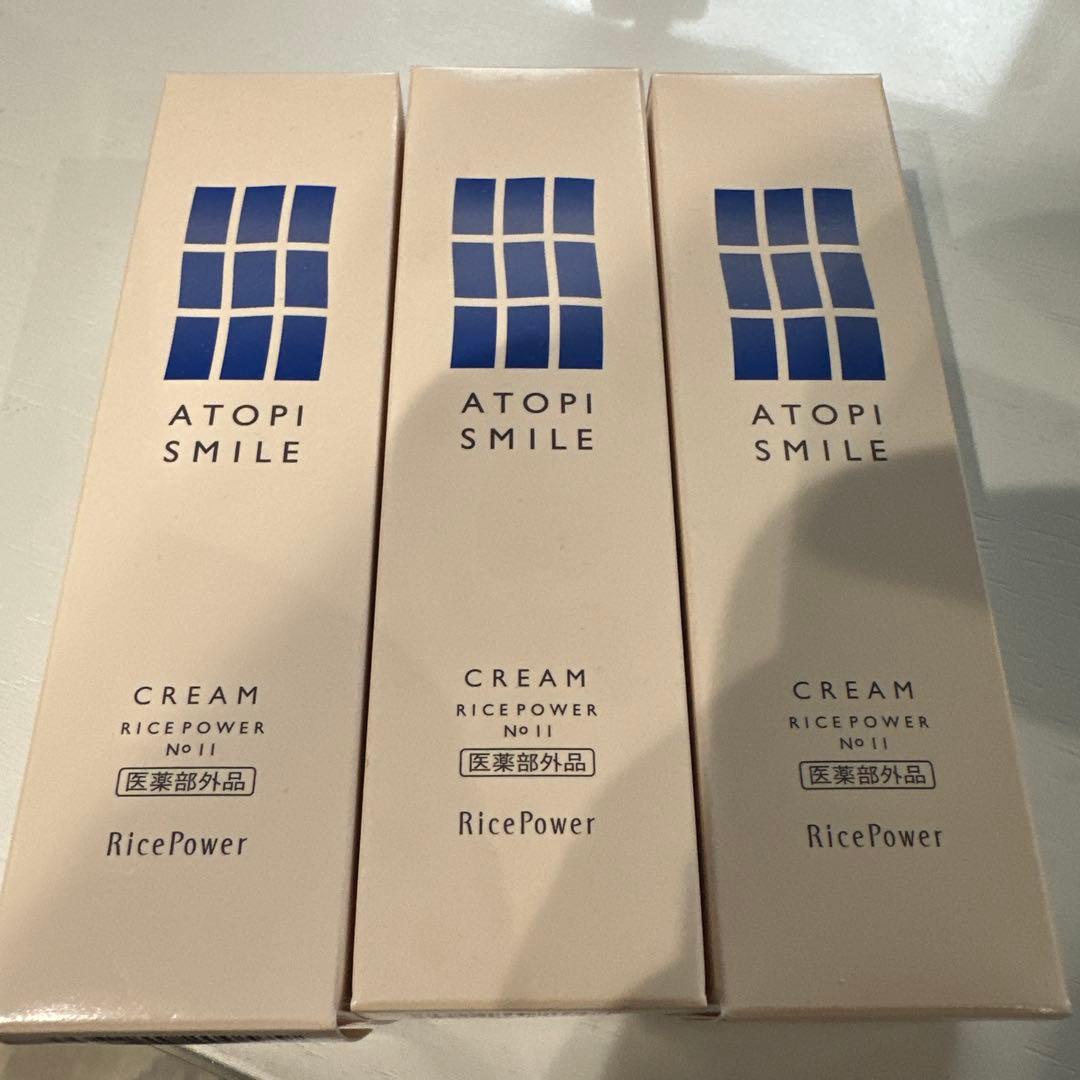 ATOPI
SMILE
CREAM
RICE POWER
No 11
医薬部外品
RicePower
ATOPI
SMILE
CREAM
RICE POWER
No 11
医薬部外品
RicePower
ATOPI
SMILE
CREAM
RICE POWER
No 11
医薬部外品
RicePower